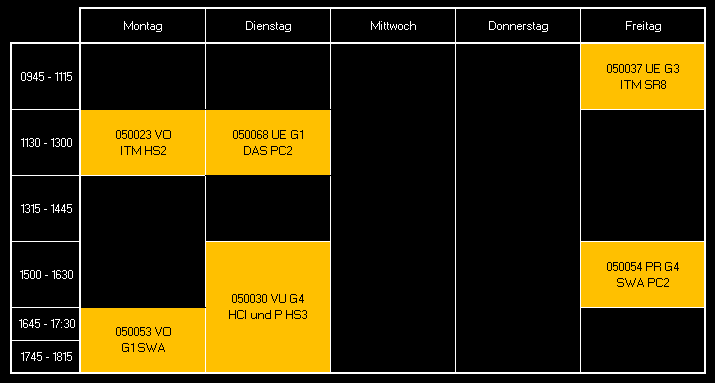 Montag Dienstag Mittwoch Donnerstag Freitag
0945 - 1115
050037 UE G3
ITM SR8
1130 - 1300
050023 VO
ITM HS2
050068 UE G1
DAS PC2
1315 - 1445
1500 - 1630
050030 VU G4
HCI und P HS3
050054 PR G4
SWA PC2
1645 - 17:30
050053 VO
G1 SWA
1745 - 1815